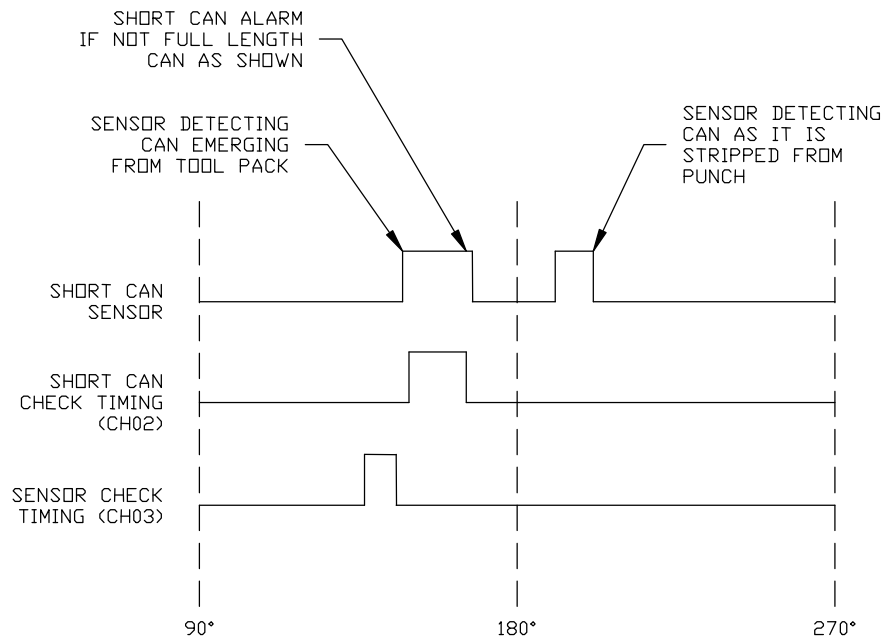 SHORT CAN ALARM
IF NOT FULL LENGTH
CAN AS SHOWN
SENSOR DETECTING
CAN EMERGING
FROM TOOL PACK
SENSOR DETECTING
CAN AS IT IS
STRIPPED FROM
PUNCH
SHORT CAN
SENSOR
SHORT CAN
CHECK TIMING
(CH02)
SENSOR CHECK
TIMING (CH03)
90°
180°
270°